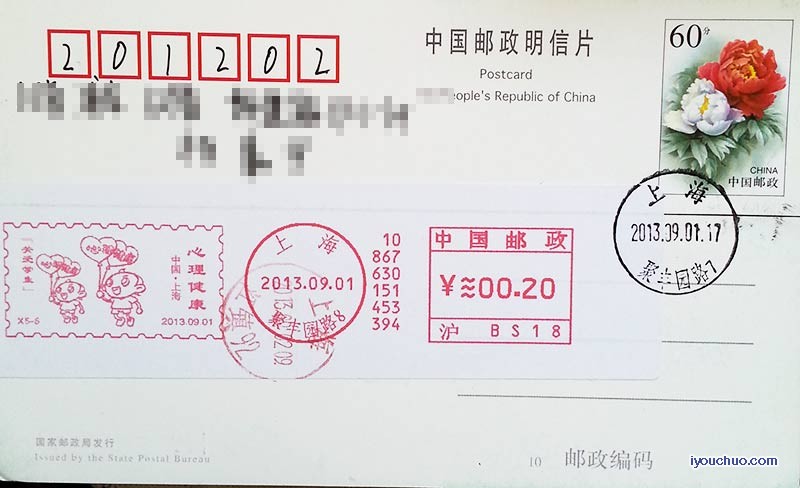 201202
中国邮政明信片
Postcard
eople's Republic of China
60分
CHINA
中国邮政
上海
2013.09.01.17
聚丰园路7
「关爱学生」
心理健康
中国·上海
X5-6
2013.09.01
上海
2013.09.01
聚丰园路8
10
867
630
151
453
394
中国邮政
¥≈00.20
沪 BS18
国家邮政局发行
Issued by the State Postal Bureau
10
邮政编码
iyouchuo.com